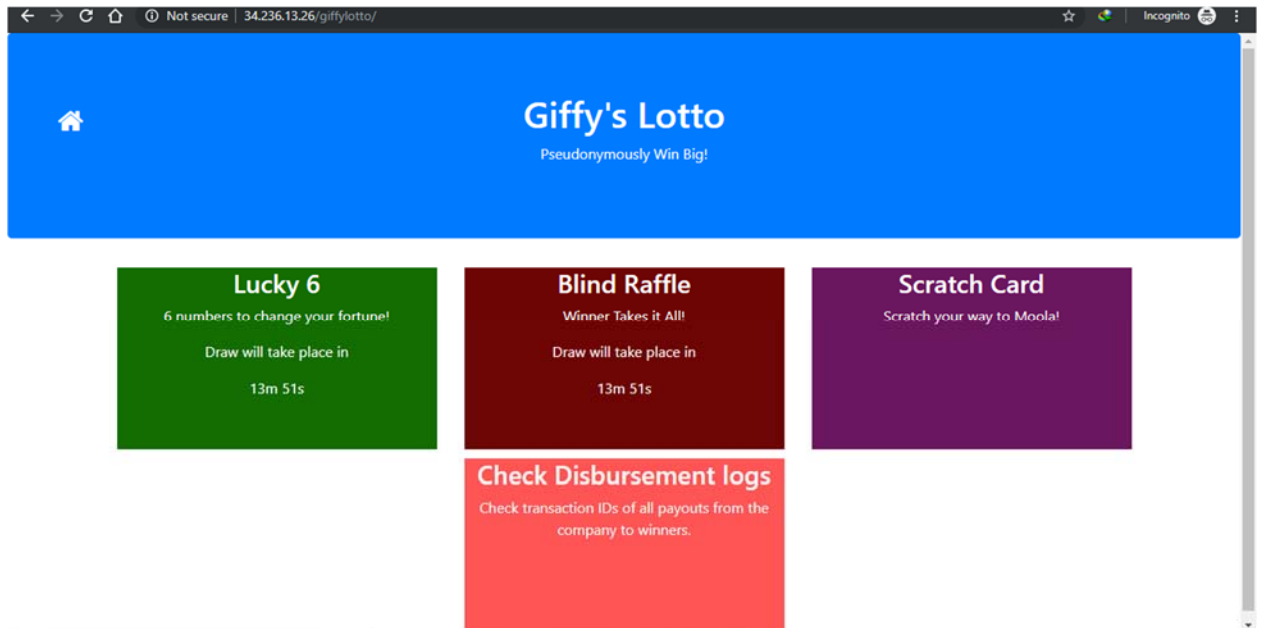 Not secure | 34.236.13.26/giffylotto/
Incognito
Giffy's Lotto
Pseudonymously Win Big!
Lucky 6
6 numbers to change your fortune!
Draw will take place in
13m 51s
Blind Raffle
Winner Takes it All!
Draw will take place in
13m 51s
Scratch Card
Scratch your way to Moola!
Check Disbursement logs
Check transaction IDs of all payouts from the
company to winners.